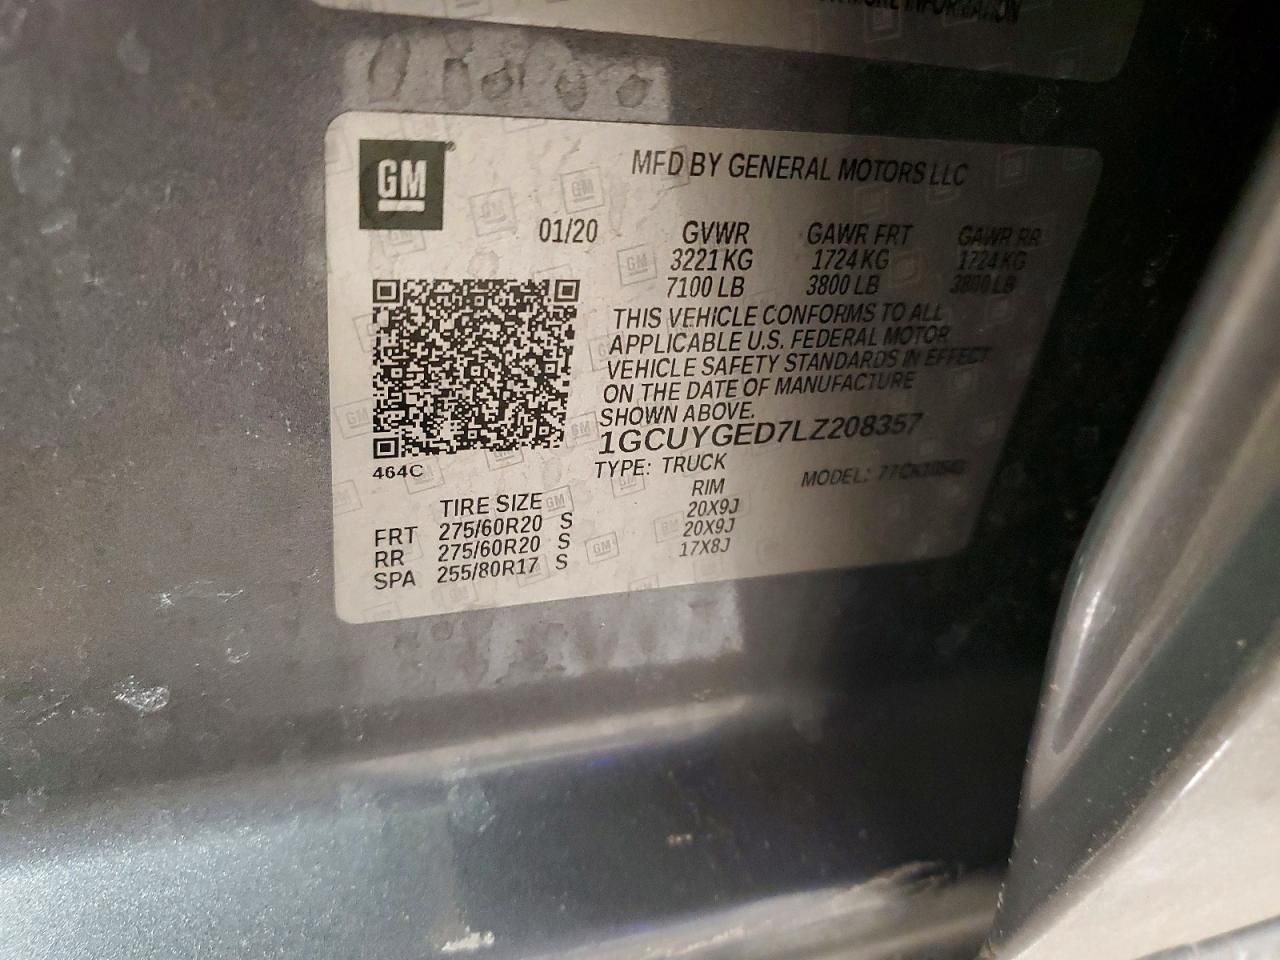 MORE INFORMATION
GM
MFD BY GENERAL MOTORS LLC
01/20 GVWR GAWR FRT GAWR RR
3221 KG 1724 KG 1724 KG
7100 LB 3800 LB 3800 LB
THIS VEHICLE CONFORMS TO ALL
APPLICABLE U.S. FEDERAL MOTOR
VEHICLE SAFETY STANDARDS IN EFFECT
ON THE DATE OF MANUFACTURE
SHOWN ABOVE.
1GCUYGED7LZ208357
464C
TYPE: TRUCK MODEL:
TIRE SIZE RIM
FRT 275/60R20 S 20X9J
RR 275/60R20 S 20X9J
SPA 255/80R17 S 17X8J